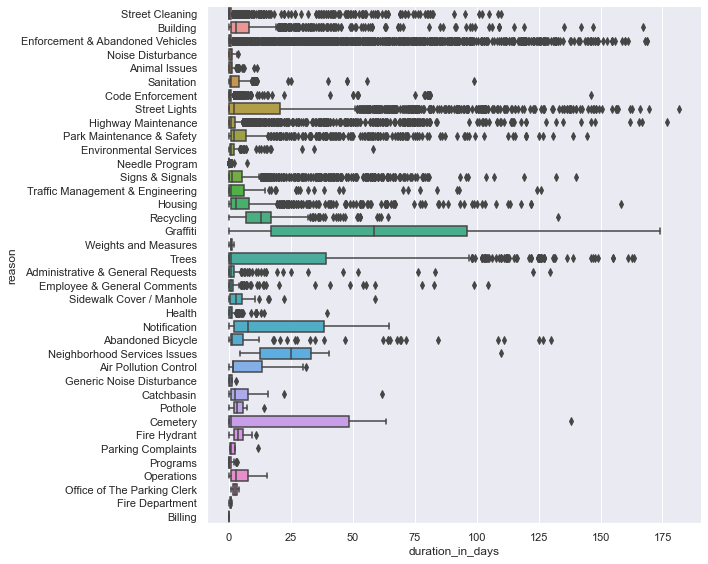 Street Cleaning
Building
Enforcement & Abandoned Vehicles
Noise Disturbance
Animal Issues
Sanitation
Code Enforcement
Street Lights
Highway Maintenance
Park Maintenance & Safety
Environmental Services
Needle Program
Signs & Signals
Traffic Management & Engineering
Housing
Recycling
Graffiti
Weights and Measures
Trees
Administrative & General Requests
Employee & General Comments
Sidewalk Cover / Manhole
Health
Notification
Abandoned Bicycle
Neighborhood Services Issues
Air Pollution Control
Generic Noise Disturbance
Catchbasin
Pothole
Cemetery
Fire Hydrant
Parking Complaints
Programs
Operations
Office of The Parking Clerk
Fire Department
Billing
reason
0 25 50 75 100 125 150 175
duration_in_days